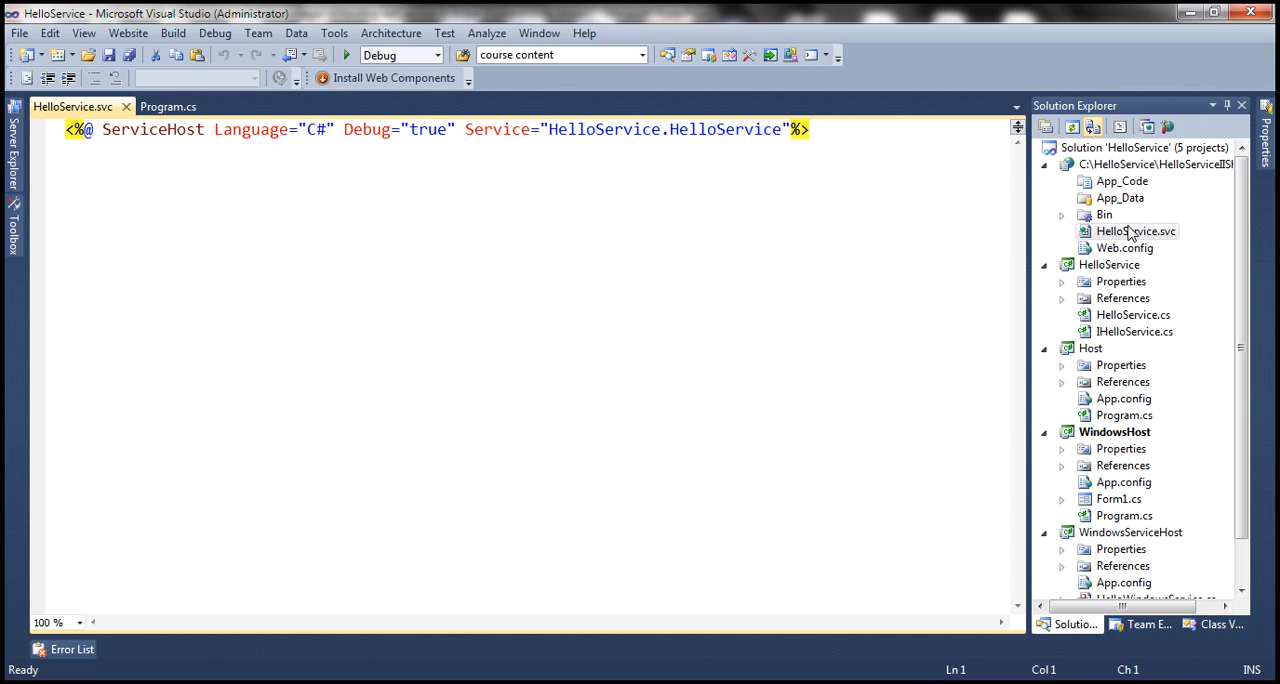 HelloService - Microsoft Visual Studio (Administrator)
File Edit View Website Build Debug Team Data Tools Architecture Test Analyze Window Help
Debug course content
Install Web Components
HelloService.svc Program.cs
<%@ ServiceHost Language="C#" Debug="true" Service="HelloService.HelloService"%>
Server Explorer
Toolbox
Solution Explorer
Solution 'HelloService' (5 projects)
C:\HelloService\HelloServiceIISH
App_Code
App_Data
Bin
HelloService.svc
Web.config
HelloService
Properties
References
HelloService.cs
IHelloService.cs
Host
Properties
References
App.config
Program.cs
WindowsHost
Properties
References
App.config
Form1.cs
Program.cs
WindowsServiceHost
Properties
References
App.config
HelloWindowsService.cs
Properties
100 %
Solutio... Team E... Class V...
Error List
Ready Ln 1 Col 1 Ch 1 INS